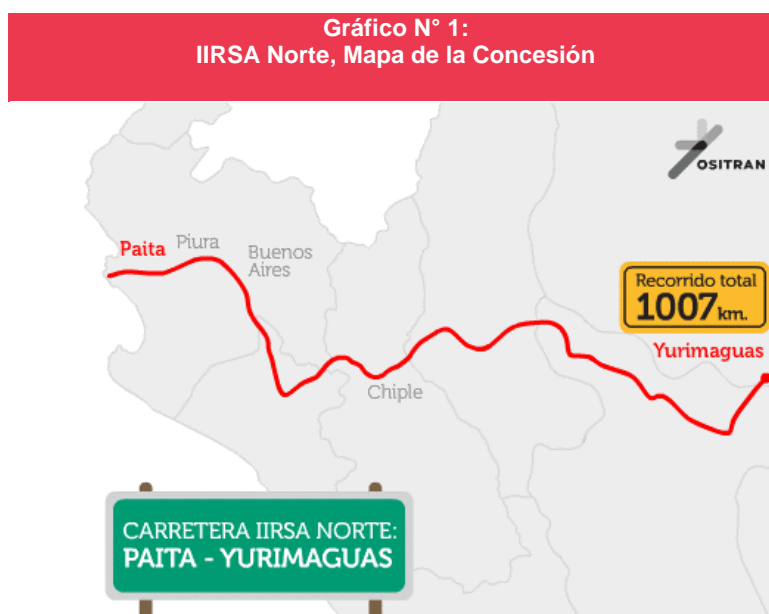 Gráfico N° 1:
IIRSA Norte, Mapa de la Concesión
OSITRAN
Paita
Piura
Buenos
Aires
Recorrido total
1007 km.
Yurimaguas
Chiple
CARRETERA IIRSA NORTE:
PAITA - YURIMAGUAS